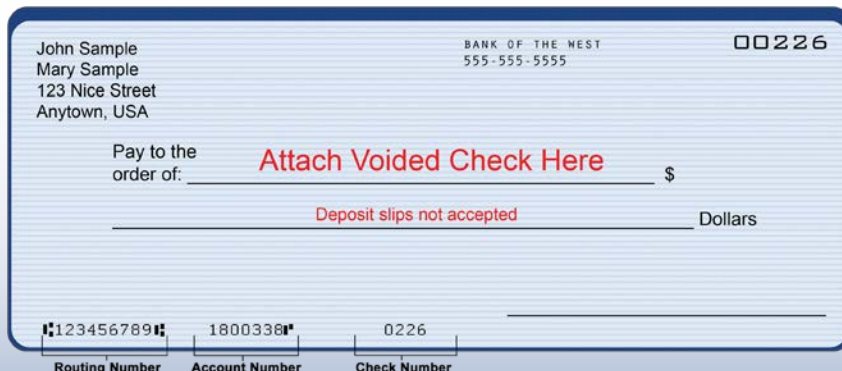 John Sample
Mary Sample
123 Nice Street
Anytown, USA
BANK OF THE WEST
555-555-5555
00226
Pay to the
order of:
Attach Voided Check Here
$
Deposit slips not accepted
Dollars
⑆123456789⑆ 1800338⑈ 0226
Routing Number Account Number Check Number